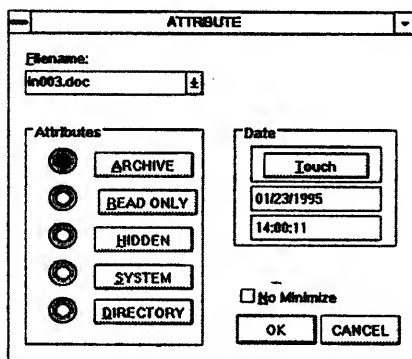 ATTRIBUTE
Filename:
in003.doc
Attributes
ARCHIVE
READ ONLY
HIDDEN
SYSTEM
DIRECTORY
Date
Touch
01/23/1995
14:00:11
No Minimize
OK CANCEL